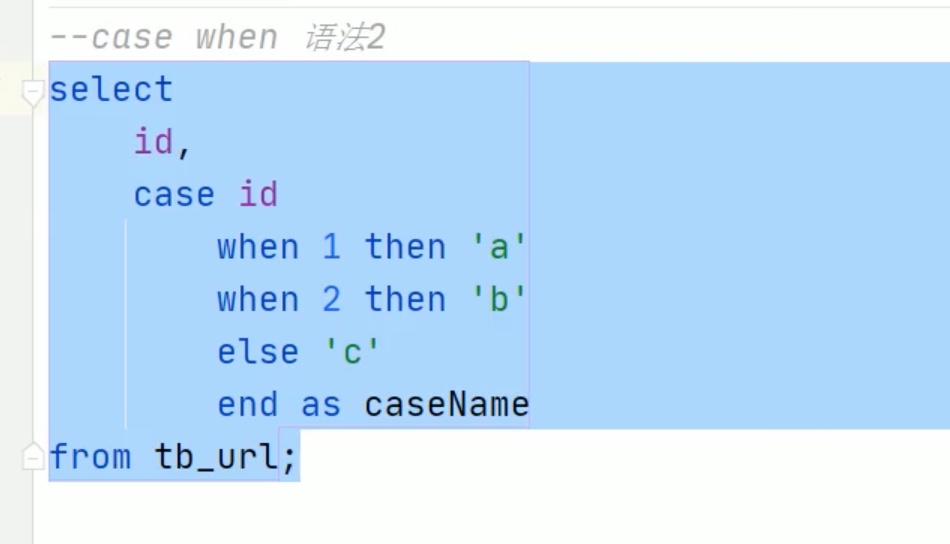 --case when 语法2
select
    id,
    case id
        when 1 then 'a'
        when 2 then 'b'
        else 'c'
        end as caseName
from tb_url;